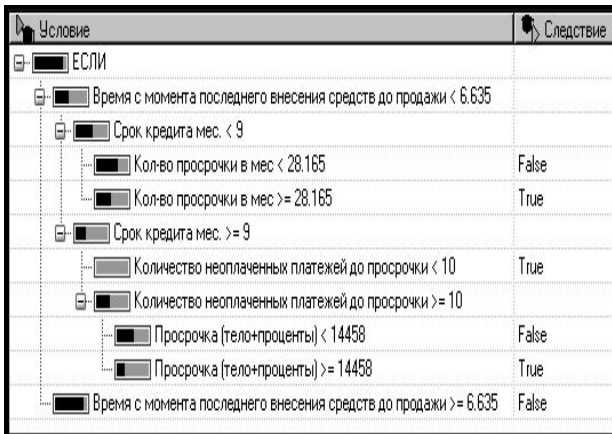 Условие Следствие
ЕСЛИ
Время с момента последнего внесения средств до продажи < 6.635
Срок кредита мес. < 9
Кол-во просрочки в мес < 28.165 False
Кол-во просрочки в мес >= 28.165 True
Срок кредита мес. >= 9
Количество неоплаченных платежей до просрочки < 10 True
Количество неоплаченных платежей до просрочки >= 10
Просрочка (тело+проценты) < 14458 False
Просрочка (тело+проценты) >= 14458 True
Время с момента последнего внесения средств до продажи >= 6.635 False